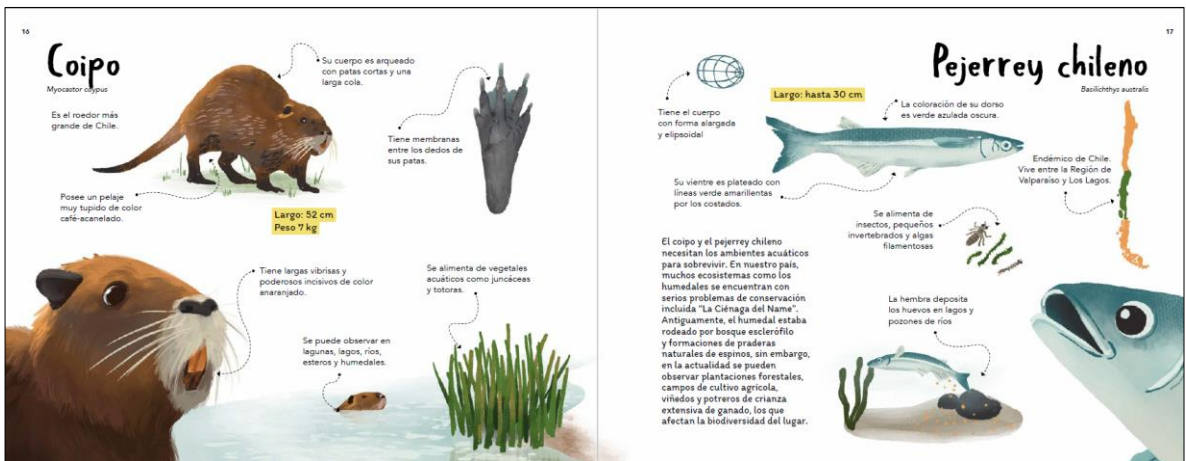 16
Coipo
Myocastor coypus
Es el roedor más
grande de Chile.
Su cuerpo es arqueado
con patas cortas y una
larga cola.
Tiene membranas
entre los dedos de
sus patas.
Posee un pelaje
muy tupido de color
café-acanelado.
Largo: 52 cm
Peso 7 kg
Tiene largas vibrisas y
poderosos incisivos de color
anaranjado.
Se alimenta de vegetales
acuáticos como juncáceas
y totoras.
Se puede observar en
lagunas, lagos, ríos,
esteros y humedales.
17
Pejerrey chileno
Basilichthys australis
Tiene el cuerpo
con forma alargada
y elipsoidal
Largo: hasta 30 cm
La coloración de su dorso
es verde azulada oscura.
Su vientre es plateado con
líneas verde amarillentas
por los costados.
Endémico de Chile.
Vive entre la Región de
Valparaíso y Los Lagos.
Se alimenta de
insectos, pequeños
invertebrados y algas
filamentosas
El coipo y el pejerrey chileno
necesitan los ambientes acuáticos
para sobrevivir. En nuestro país,
muchos ecosistemas como los
humedales se encuentran con
serios problemas de conservación
incluida "La Ciénaga del Name".
Antiguamente, el humedal estaba
rodeado por bosque esclerófilo
y formaciones de praderas
naturales de espinos, sin embargo,
en la actualidad se pueden
observar plantaciones forestales,
campos de cultivo agrícola,
viñedos y potreros de crianza
extensiva de ganado, los que
afectan la biodiversidad del lugar.
La hembra deposita
los huevos en lagos y
pozones de ríos